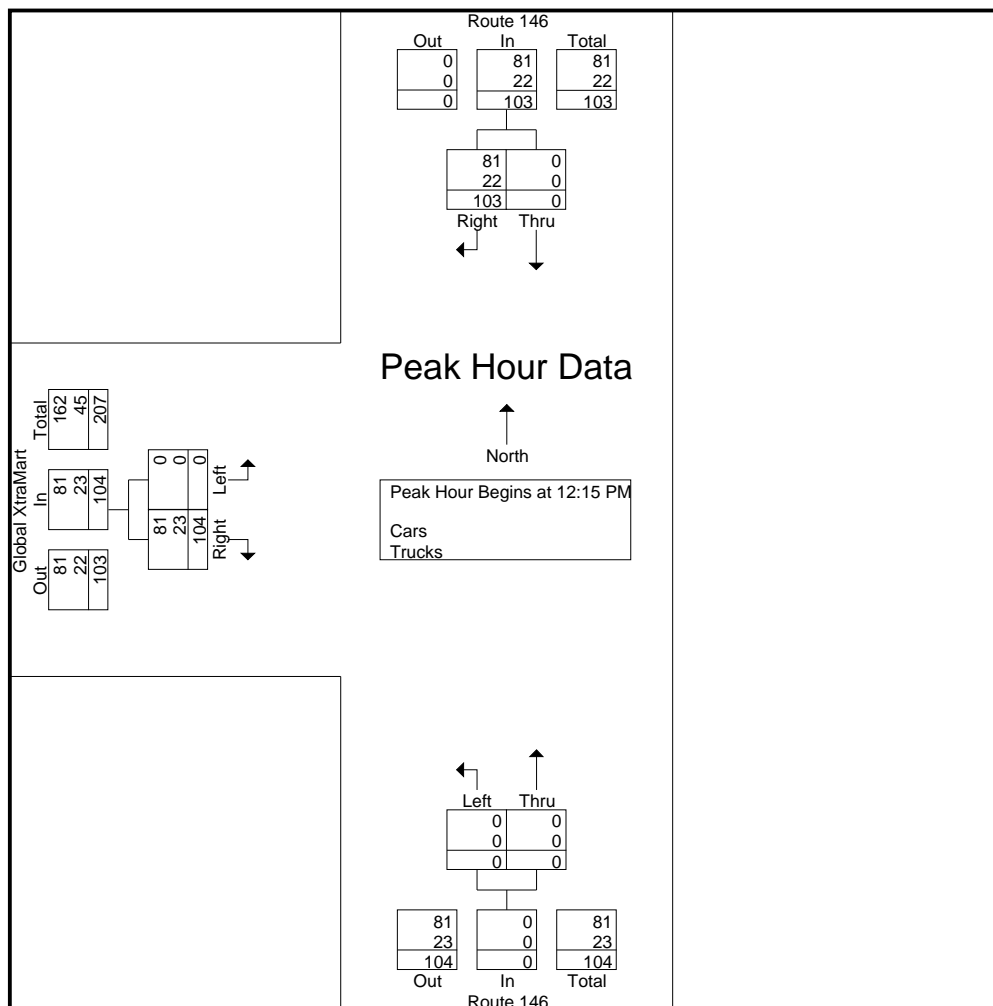 Route 146
Out In Total
0 81 81
0 22 22
0 103 103
81 0
22 0
103 0
Right Thru
Peak Hour Data
North
Peak Hour Begins at 12:15 PM
Cars
Trucks
Global XtraMart
Out In Total
81 81 162
22 23 45
103 104 207
81 0
23 0
104 0
Right Left
Left Thru
0 0
0 0
0 0
81 0 81
23 0 23
104 0 104
Out In Total
Route 146